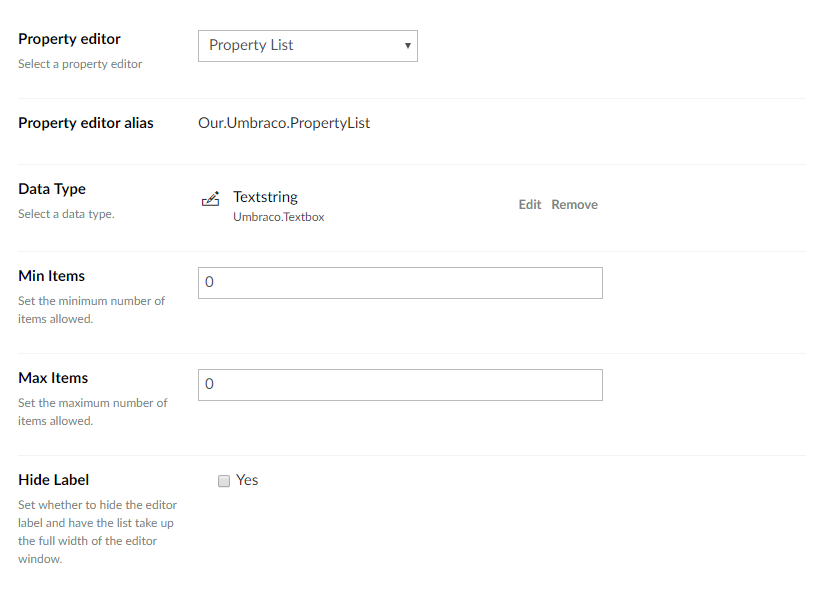 Property editor
Select a property editor
Property List
Property editor alias
Our.Umbraco.PropertyList
Data Type
Select a data type.
Textstring
Umbraco.Textbox
Edit Remove
Min Items
Set the minimum number of
items allowed.
0
Max Items
Set the maximum number of
items allowed.
0
Hide Label
Set whether to hide the editor
label and have the list take up
the full width of the editor
window.
Yes